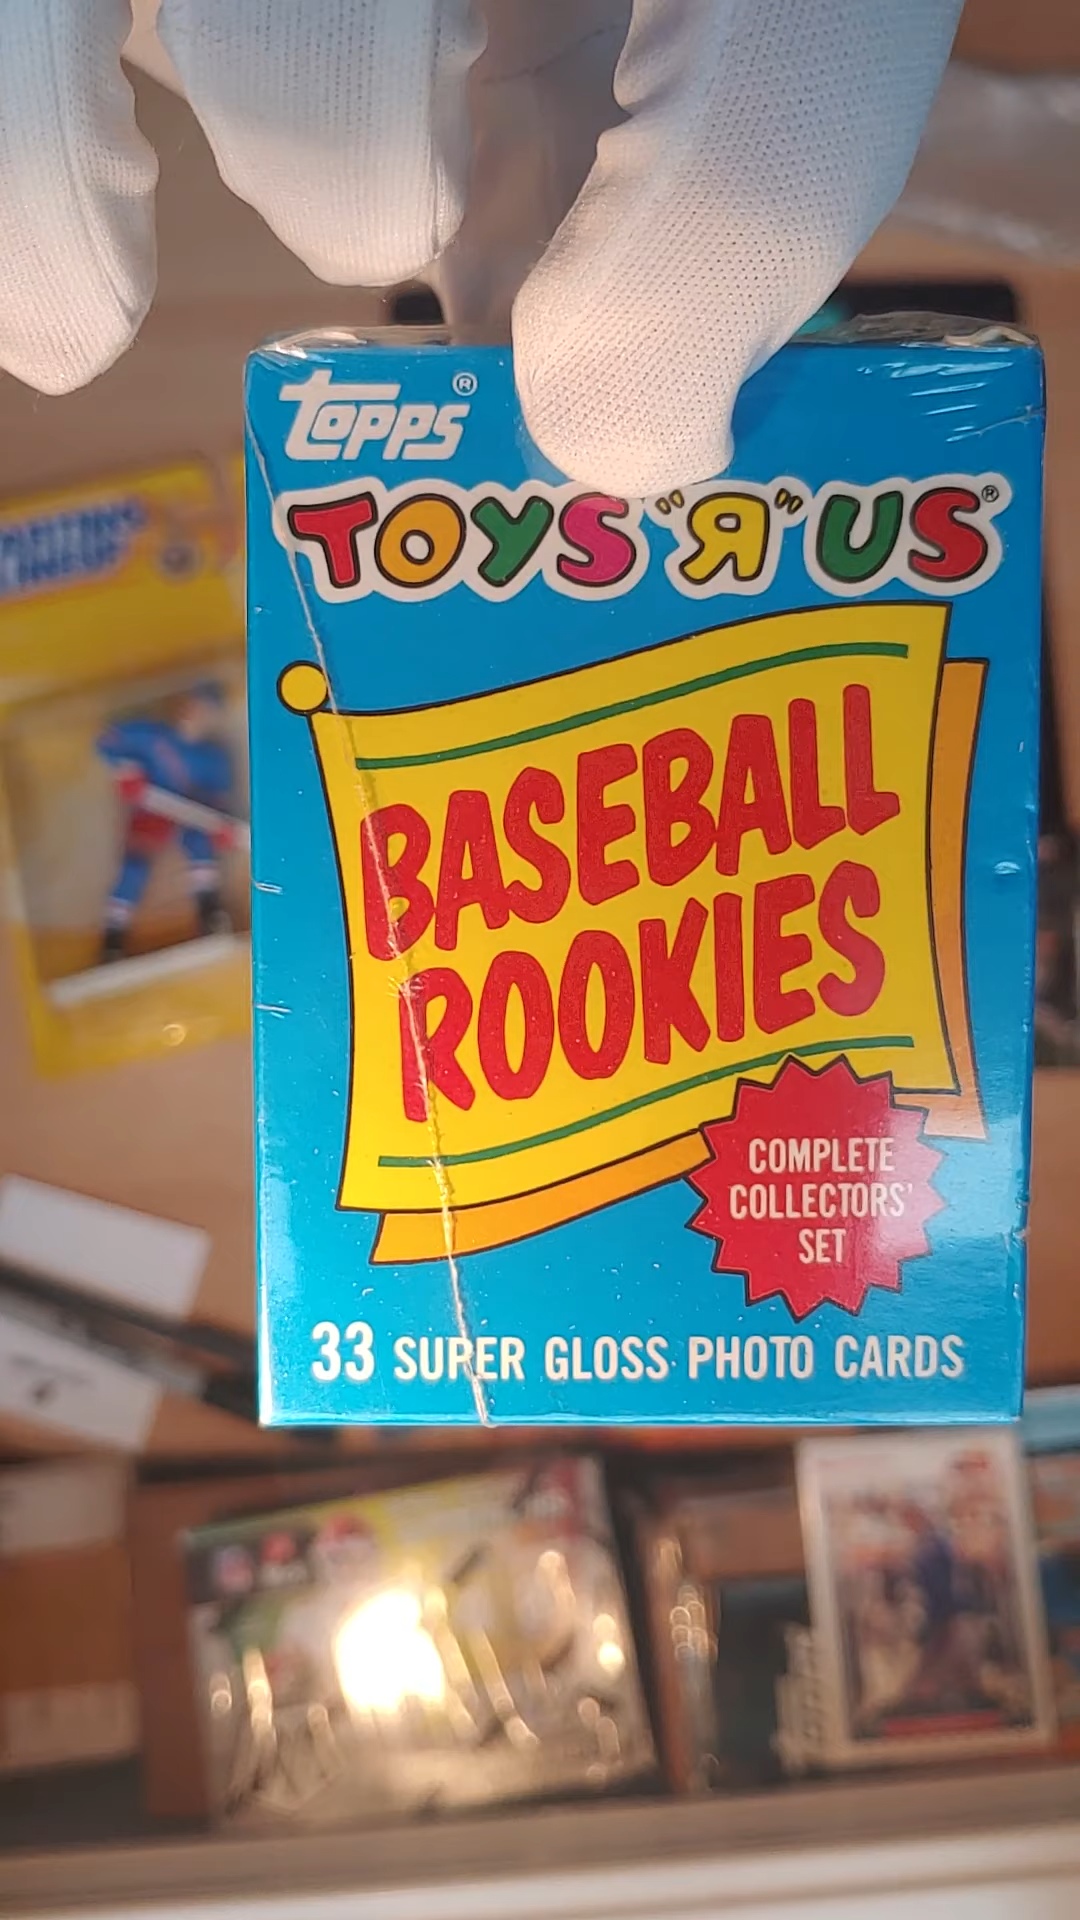 topps®
TOYS "R" US®
BASEBALL
ROOKIES
COMPLETE
COLLECTORS'
SET
33 SUPER GLOSS PHOTO CARDS